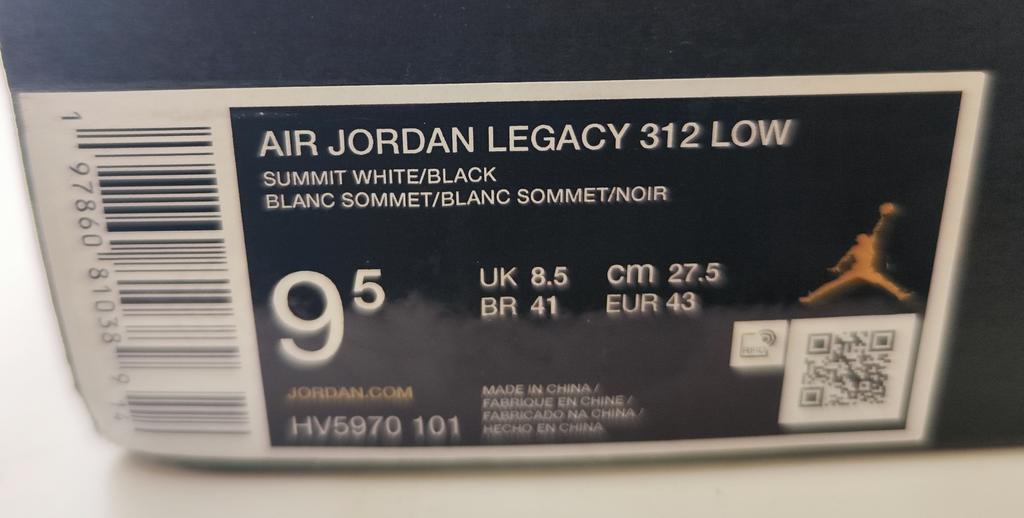 AIR JORDAN LEGACY 312 LOW
SUMMIT WHITE/BLACK
BLANC SOMMET/BLANC SOMMET/NOIR
9 5
UK 8.5 cm 27.5
BR 41 EUR 43
RFID
JORDAN.COM
HV5970 101
MADE IN CHINA /
FABRIQUE EN CHINE /
FABRICADO NA CHINA /
HECHO EN CHINA
1 97860 81038 9 14